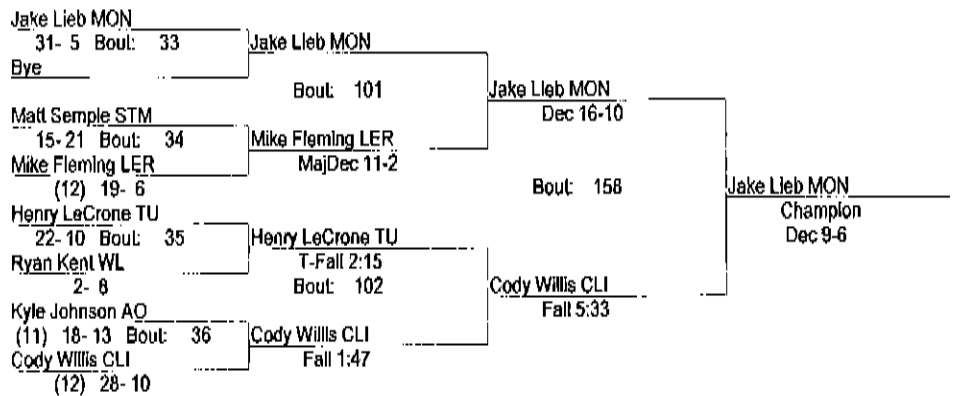 Jake Lieb MON
31- 5 Bout: 33
Bye
Matt Semple STM
15- 21 Bout: 34
Mike Fleming LER
(12) 19- 6
Henry LeCrone TU
22- 10 Bout: 35
Ryan Kent WL
2- 8
Kyle Johnson AO
(11) 18- 13 Bout: 36
Cody Willis CLI
(12) 28- 10
Jake Lieb MON
Bout: 101
Mike Fleming LER
MajDec 11-2
Henry LeCrone TU
T-Fall 2:15
Bout: 102
Cody Willis CLI
Fall 1:47
Jake Lieb MON
Dec 16-10
Bout: 158
Cody Willis CLI
Fall 5:33
Jake Lieb MON
Champion
Dec 9-6